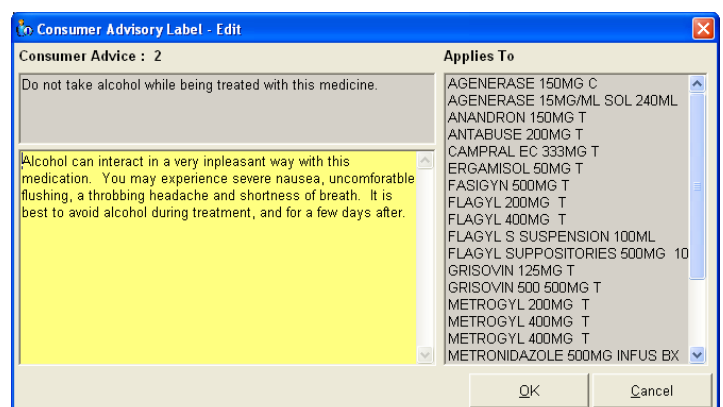 Consumer Advisory Label - Edit
Consumer Advice : 2
Do not take alcohol while being treated with this medicine.
Alcohol can interact in a very inpleasant way with this
medication. You may experience severe nausea, uncomforatble
flushing, a throbbing headache and shortness of breath. It is
best to avoid alcohol during treatment, and for a few days after.
Applies To
AGENERASE 150MG C
AGENERASE 15MG/ML SOL 240ML
ANANDRON 150MG T
ANTABUSE 200MG T
CAMPRAL EC 333MG T
ERGAMISOL 50MG T
FASIGYN 500MG T
FLAGYL 200MG T
FLAGYL 400MG T
FLAGYL S SUSPENSION 100ML
FLAGYL SUPPOSITORIES 500MG 10
GRISOVIN 125MG T
GRISOVIN 500 500MG T
METROGYL 200MG T
METROGYL 400MG T
METROGYL 400MG T
METRONIDAZOLE 500MG INFUS BX
OK
Cancel